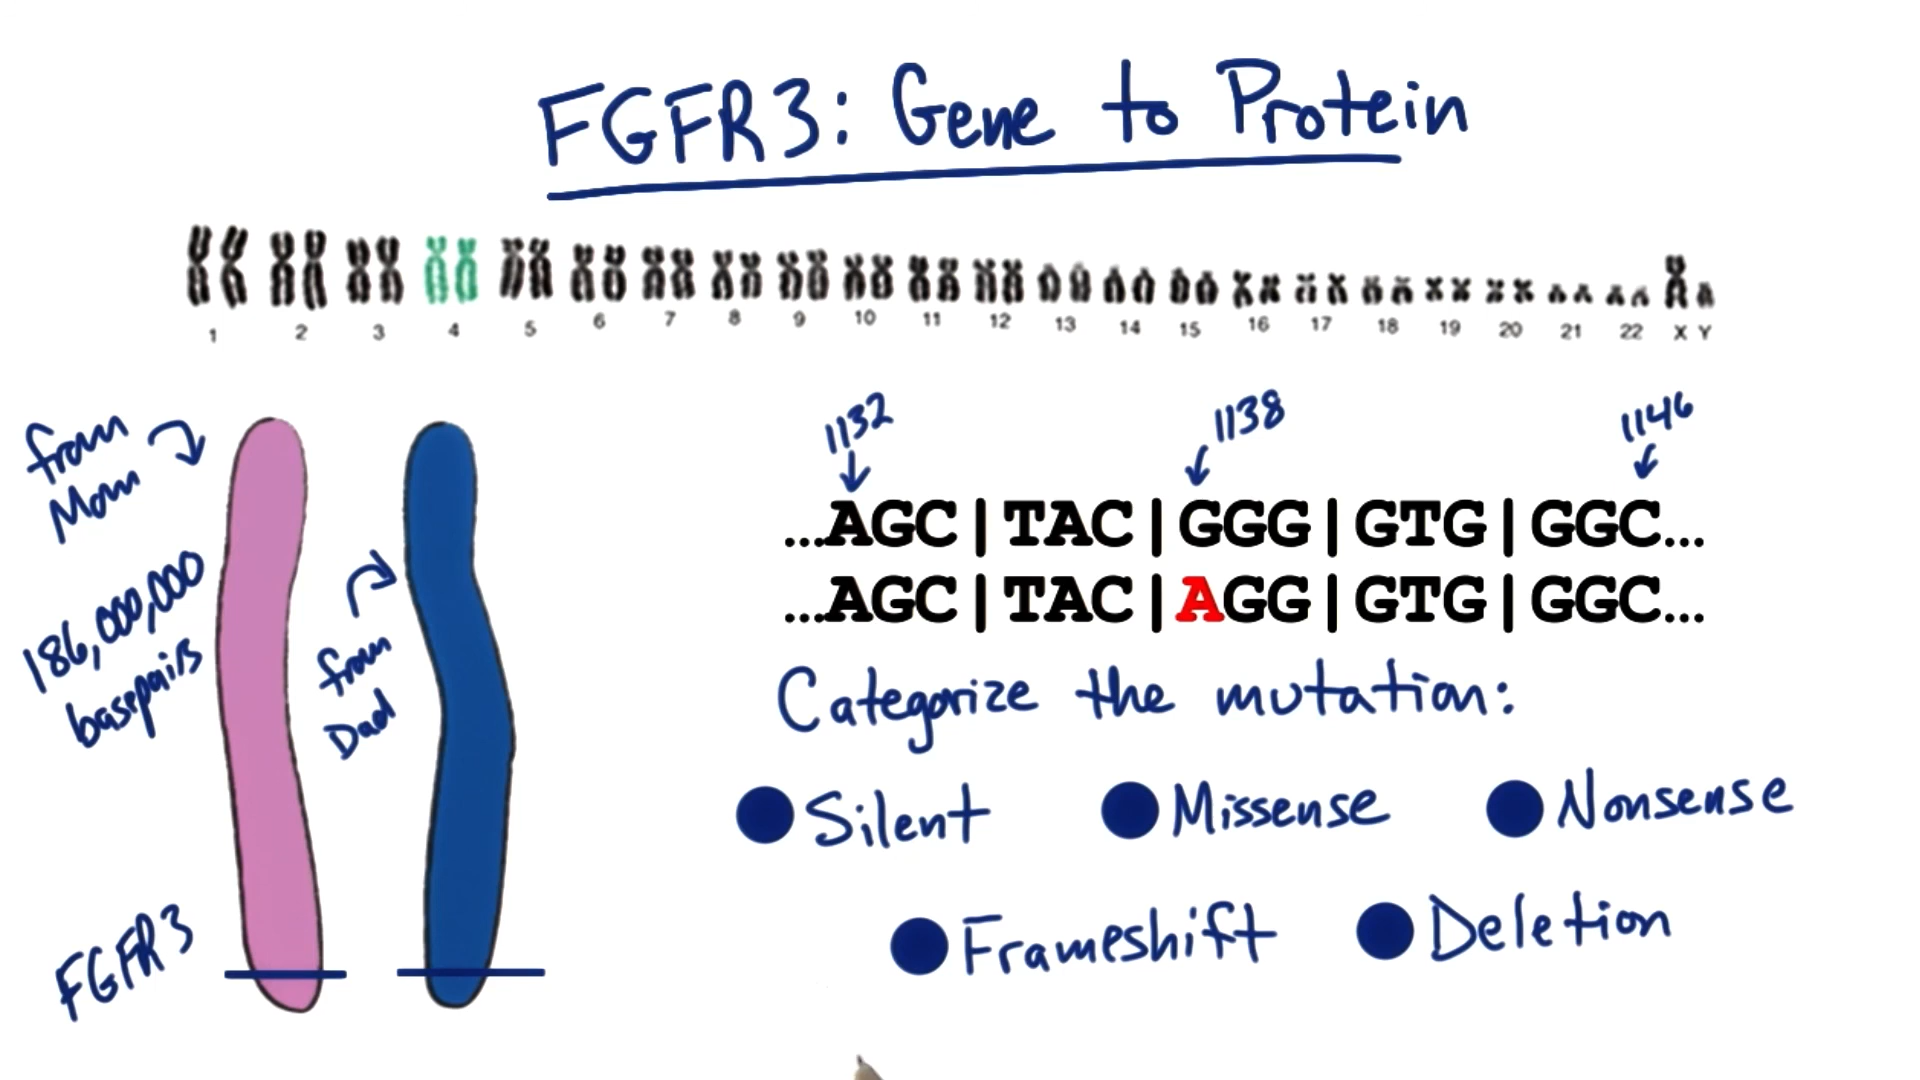 FGFR3: Gene to Protein
1 2 3 4 5 6 7 8 9 10 11 12 13 14 15 16 17 18 19 20 21 22 X Y
from
Mom
186,000,000
basepairs
from
Dad
FGFR3
1132 1138 1146
...AGC|TAC|GGG|GTG|GGC...
...AGC|TAC|AGG|GTG|GGC...
Categorize the mutation:
Silent Missense Nonsense
Frameshift Deletion